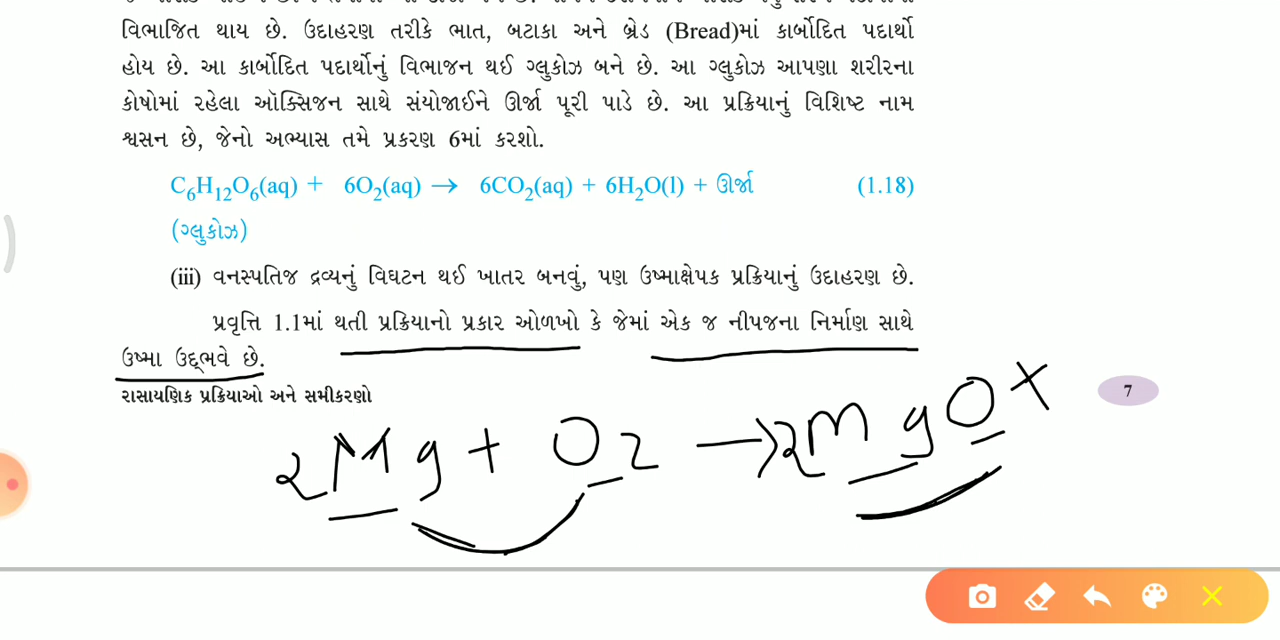 વિભાજિત થાય છે. ઉદાહરણ તરીકે ભાત, બટાકા અને બ્રેડ (Bread)માં કાર્બોદિત પદાર્થો
હોય છે. આ કાર્બોદિત પદાર્થોનું વિભાજન થઈ ગ્લુકોઝ બને છે. આ ગ્લુકોઝ આપણા શરીરના
કોષોમાં રહેલા ઑક્સિજન સાથે સંયોજાઈને ઊર્જા પૂરી પાડે છે. આ પ્રક્રિયાનું વિશિષ્ટ નામ
શ્વસન છે, જેનો અભ્યાસ તમે પ્રકરણ 6માં કરશો.
C₆H₁₂O₆(aq) + 6O₂(aq) → 6CO₂(aq) + 6H₂O(l) + ઊર્જા (1.18)
(ગ્લુકોઝ)
(iii) વનસ્પતિજ દ્રવ્યનું વિઘટન થઈ ખાતર બનવું, પણ ઉષ્માક્ષેપક પ્રક્રિયાનું ઉદાહરણ છે.
પ્રવૃત્તિ 1.1માં થતી પ્રક્રિયાનો પ્રકાર ઓળખો કે જેમાં એક જ નીપજના નિર્માણ સાથે
ઉષ્મા ઉદ્ભવે છે.
રાસાયણિક પ્રક્રિયાઓ અને સમીકરણો 7
2Mg + O₂ → 2MgO +